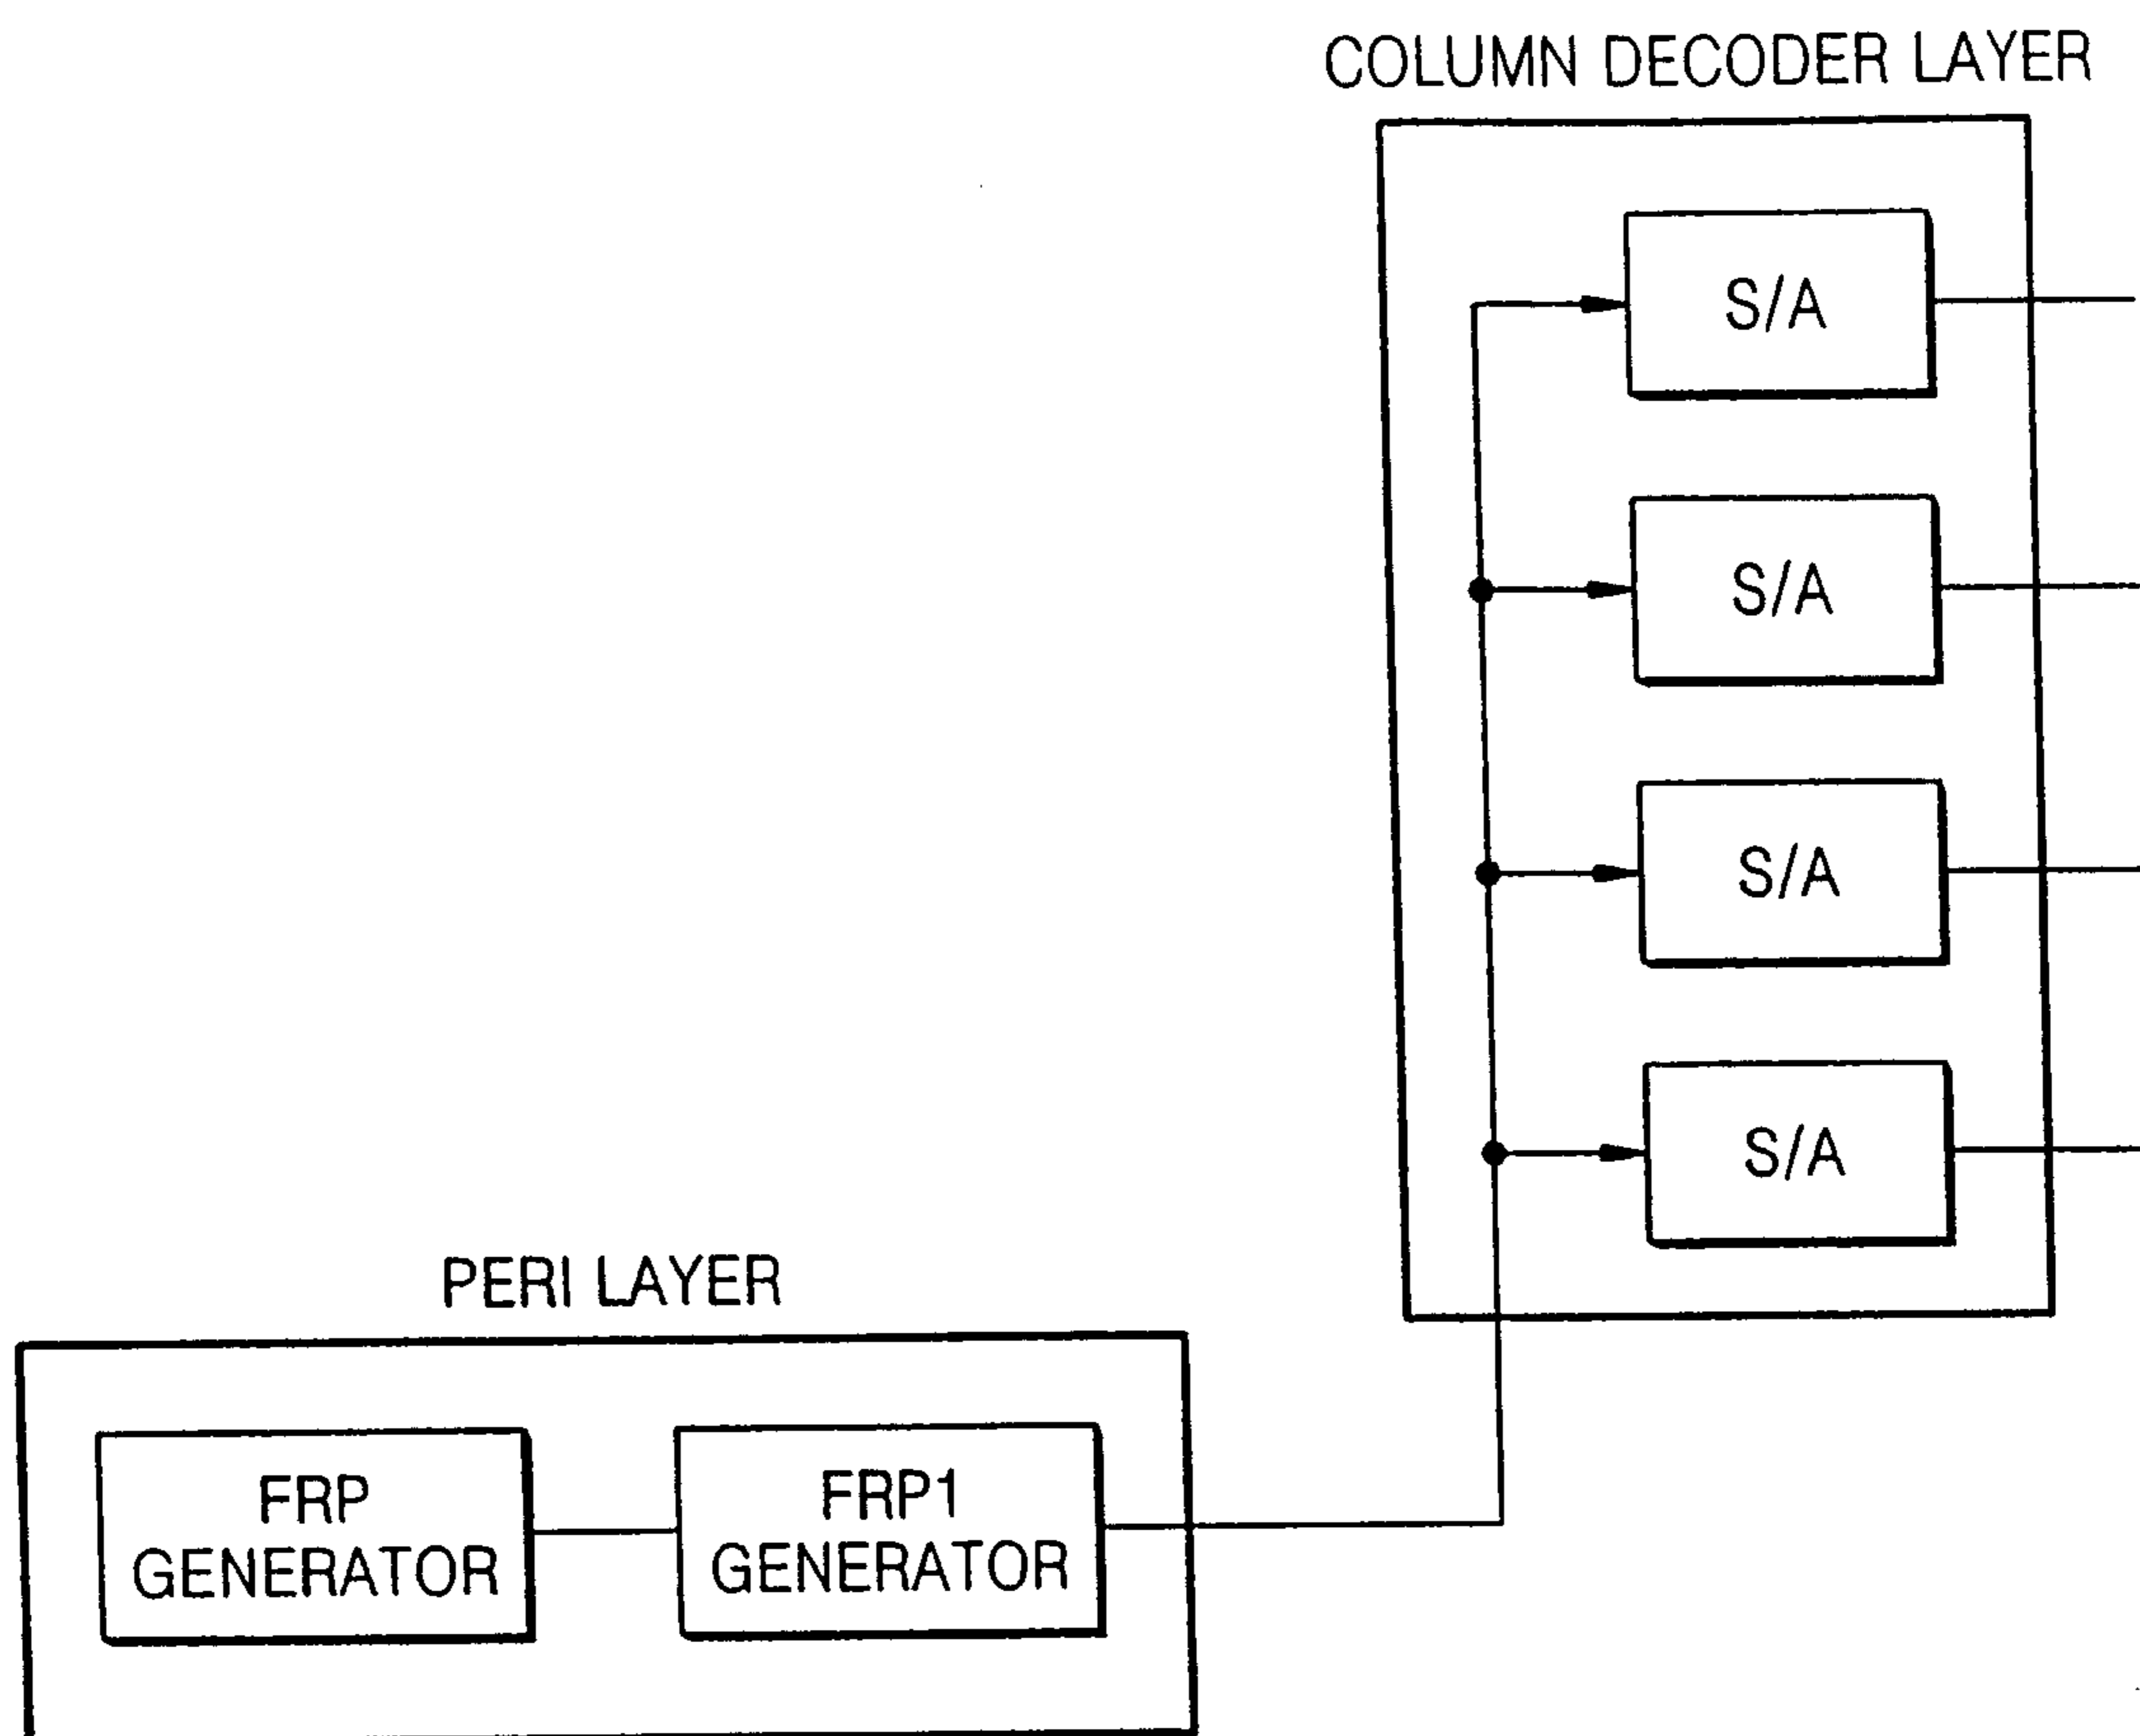 COLUMN DECODER LAYER
S/A
S/A
S/A
S/A
PERI LAYER
FRP
GENERATOR
FRP1
GENERATOR